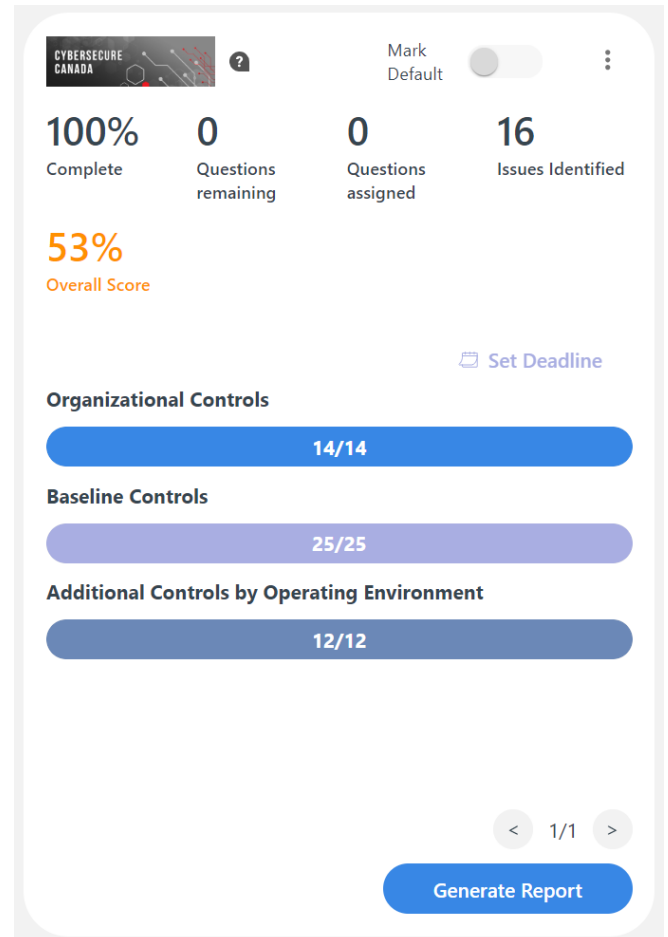 CYBERSECURE
CANADA
?
Mark
Default
100%
Complete
0
Questions
remaining
0
Questions
assigned
16
Issues Identified
53%
Overall Score
Set Deadline
Organizational Controls
14/14
Baseline Controls
25/25
Additional Controls by Operating Environment
12/12
< 1/1 >
Generate Report